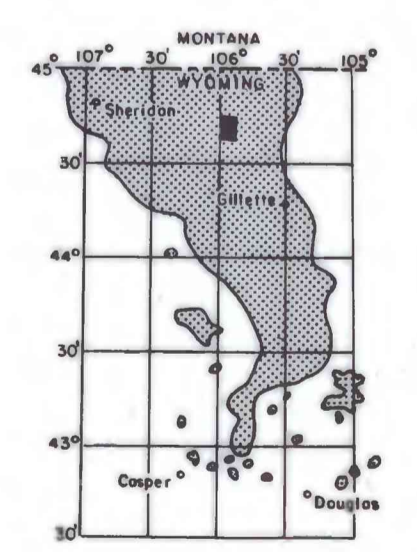 MONTANA
45° 107° 30' 106° 30' 105°
WYOMING
Sheridan
30'
Gillette
44°
30'
43°
Casper
Douglas
30'